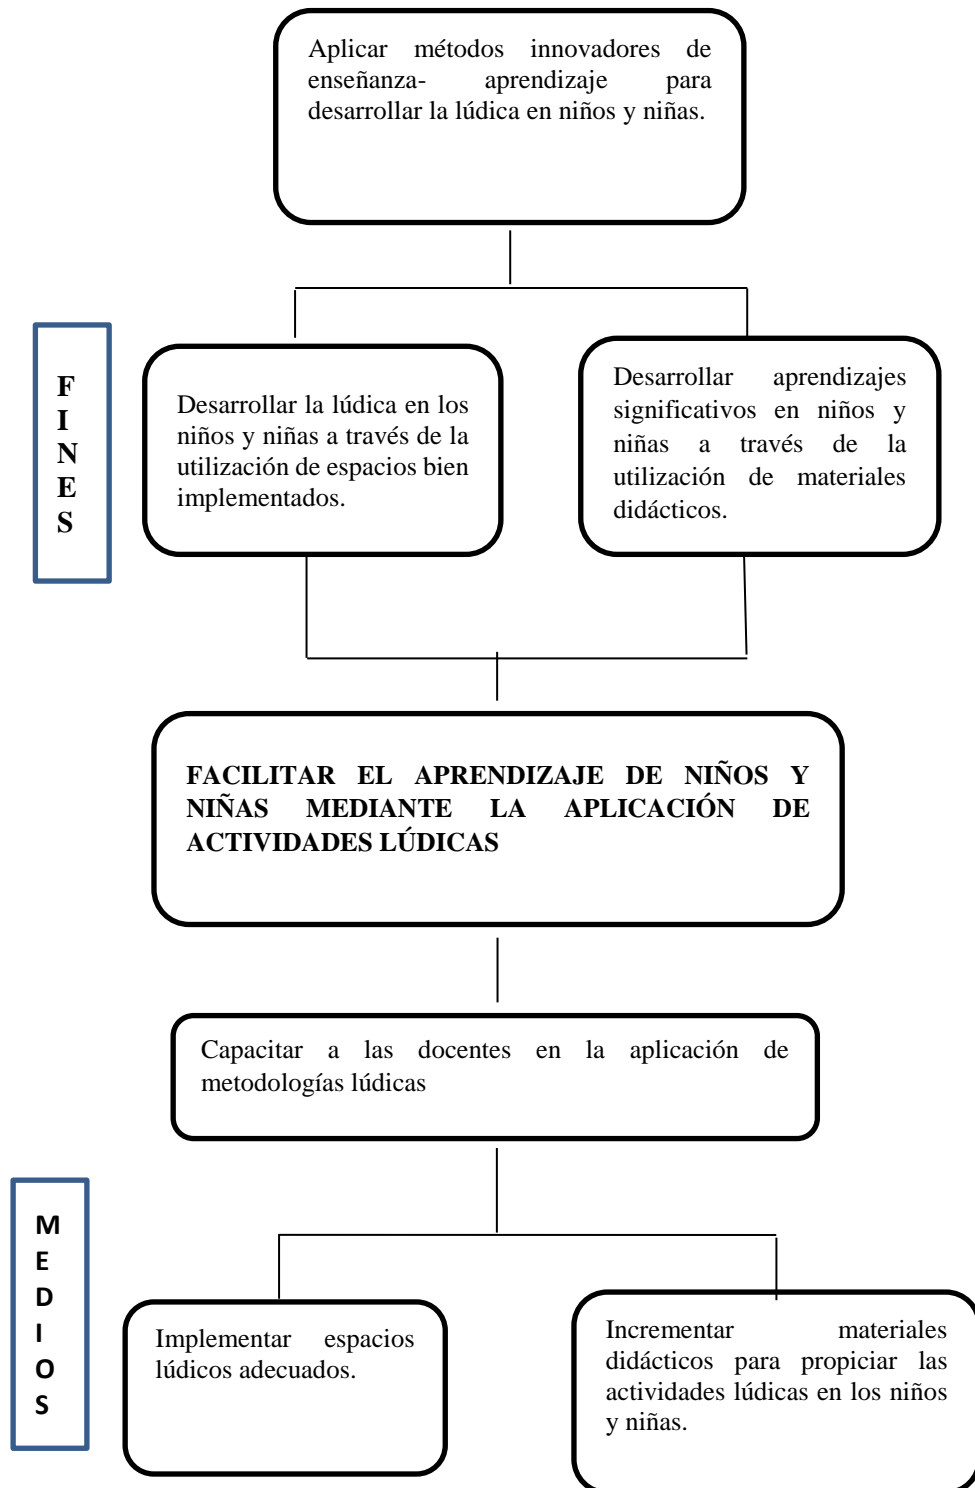 Aplicar métodos innovadores de
enseñanza- aprendizaje para
desarrollar la lúdica en niños y niñas.
F
I
N
E
S
Desarrollar la lúdica en los
niños y niñas a través de la
utilización de espacios bien
implementados.
Desarrollar aprendizajes
significativos en niños y
niñas a través de la
utilización de materiales
didácticos.
FACILITAR EL APRENDIZAJE DE NIÑOS Y
NIÑAS MEDIANTE LA APLICACIÓN DE
ACTIVIDADES LÚDICAS
Capacitar a las docentes en la aplicación de
metodologías lúdicas
M
E
D
I
O
S
Implementar espacios
lúdicos adecuados.
Incrementar materiales
didácticos para propiciar las
actividades lúdicas en los niños
y niñas.